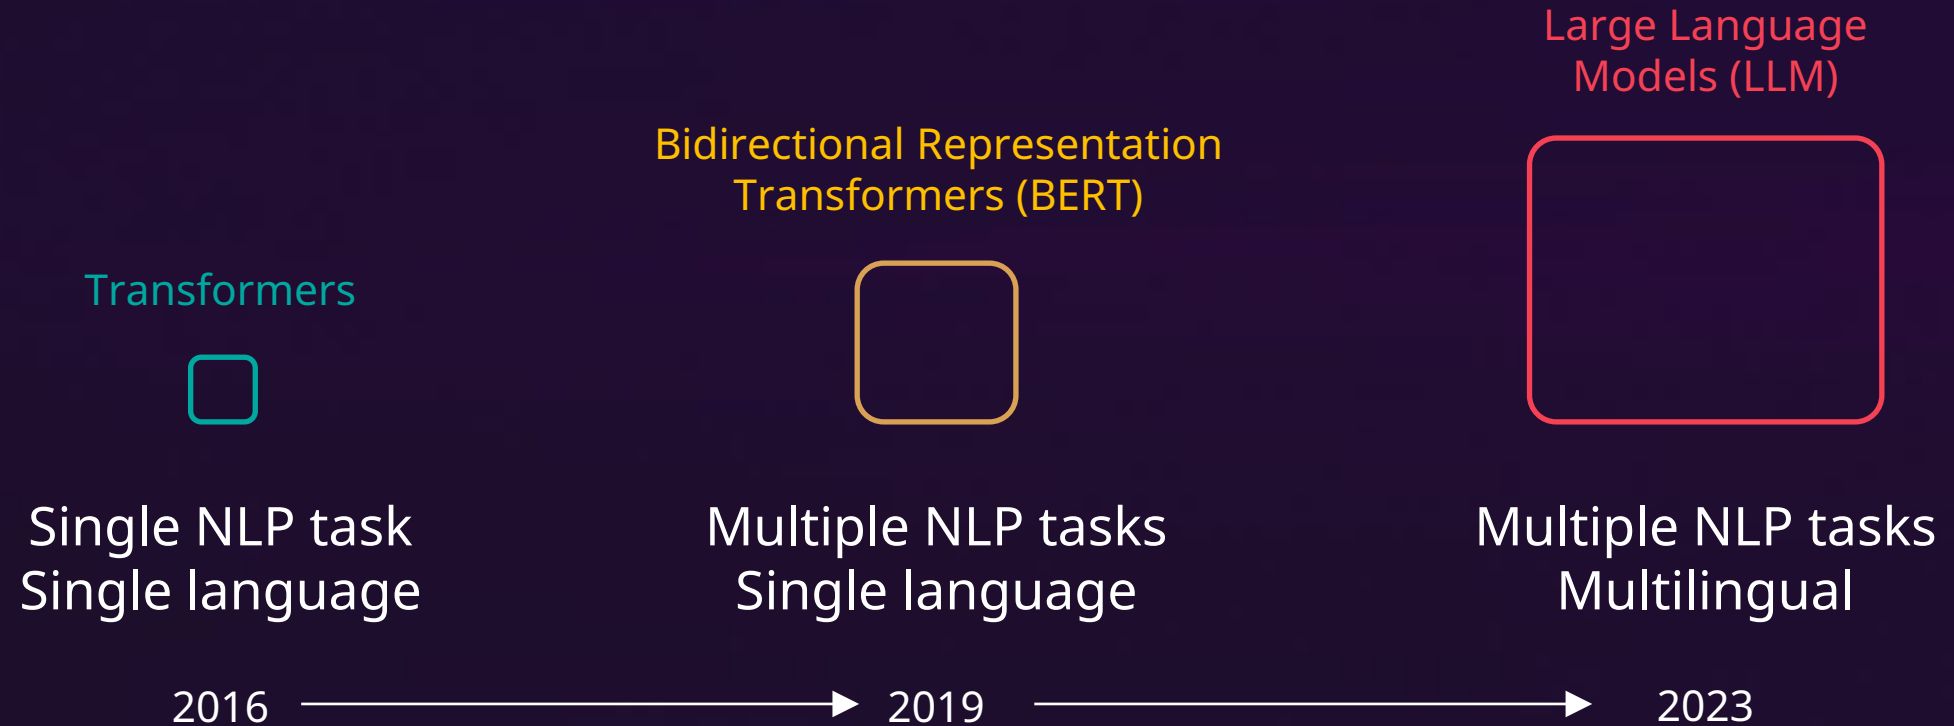 Transformers
Single NLP task
Single language
2016
Bidirectional Representation
Transformers (BERT)
Multiple NLP tasks
Single language
2019
Large Language
Models (LLM)
Multiple NLP tasks
Multilingual
2023